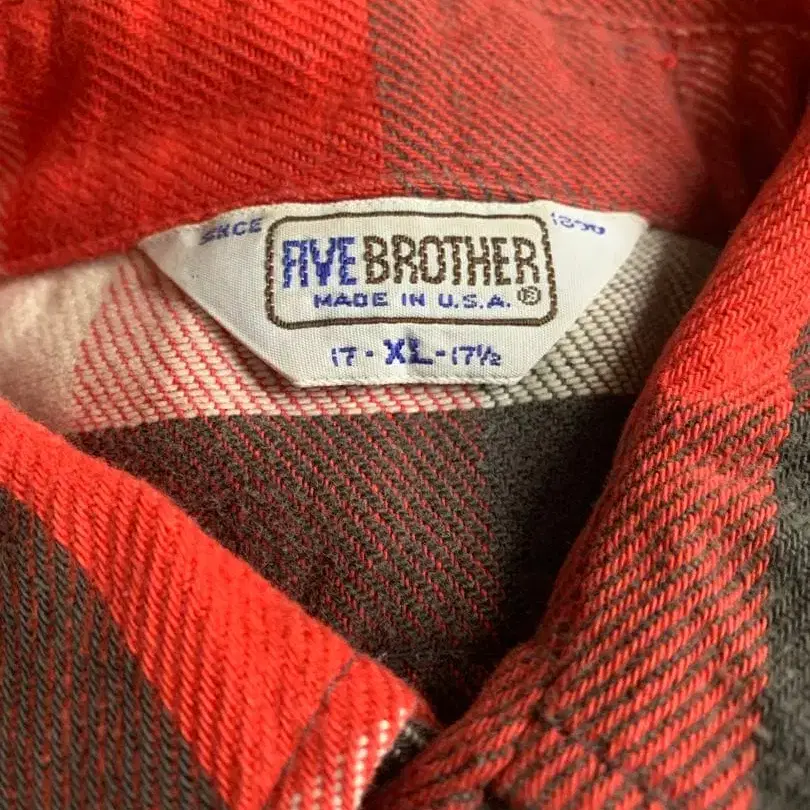 SINCE 1890
FIVE BROTHER
MADE IN U.S.A. ®
17 - XL - 17½